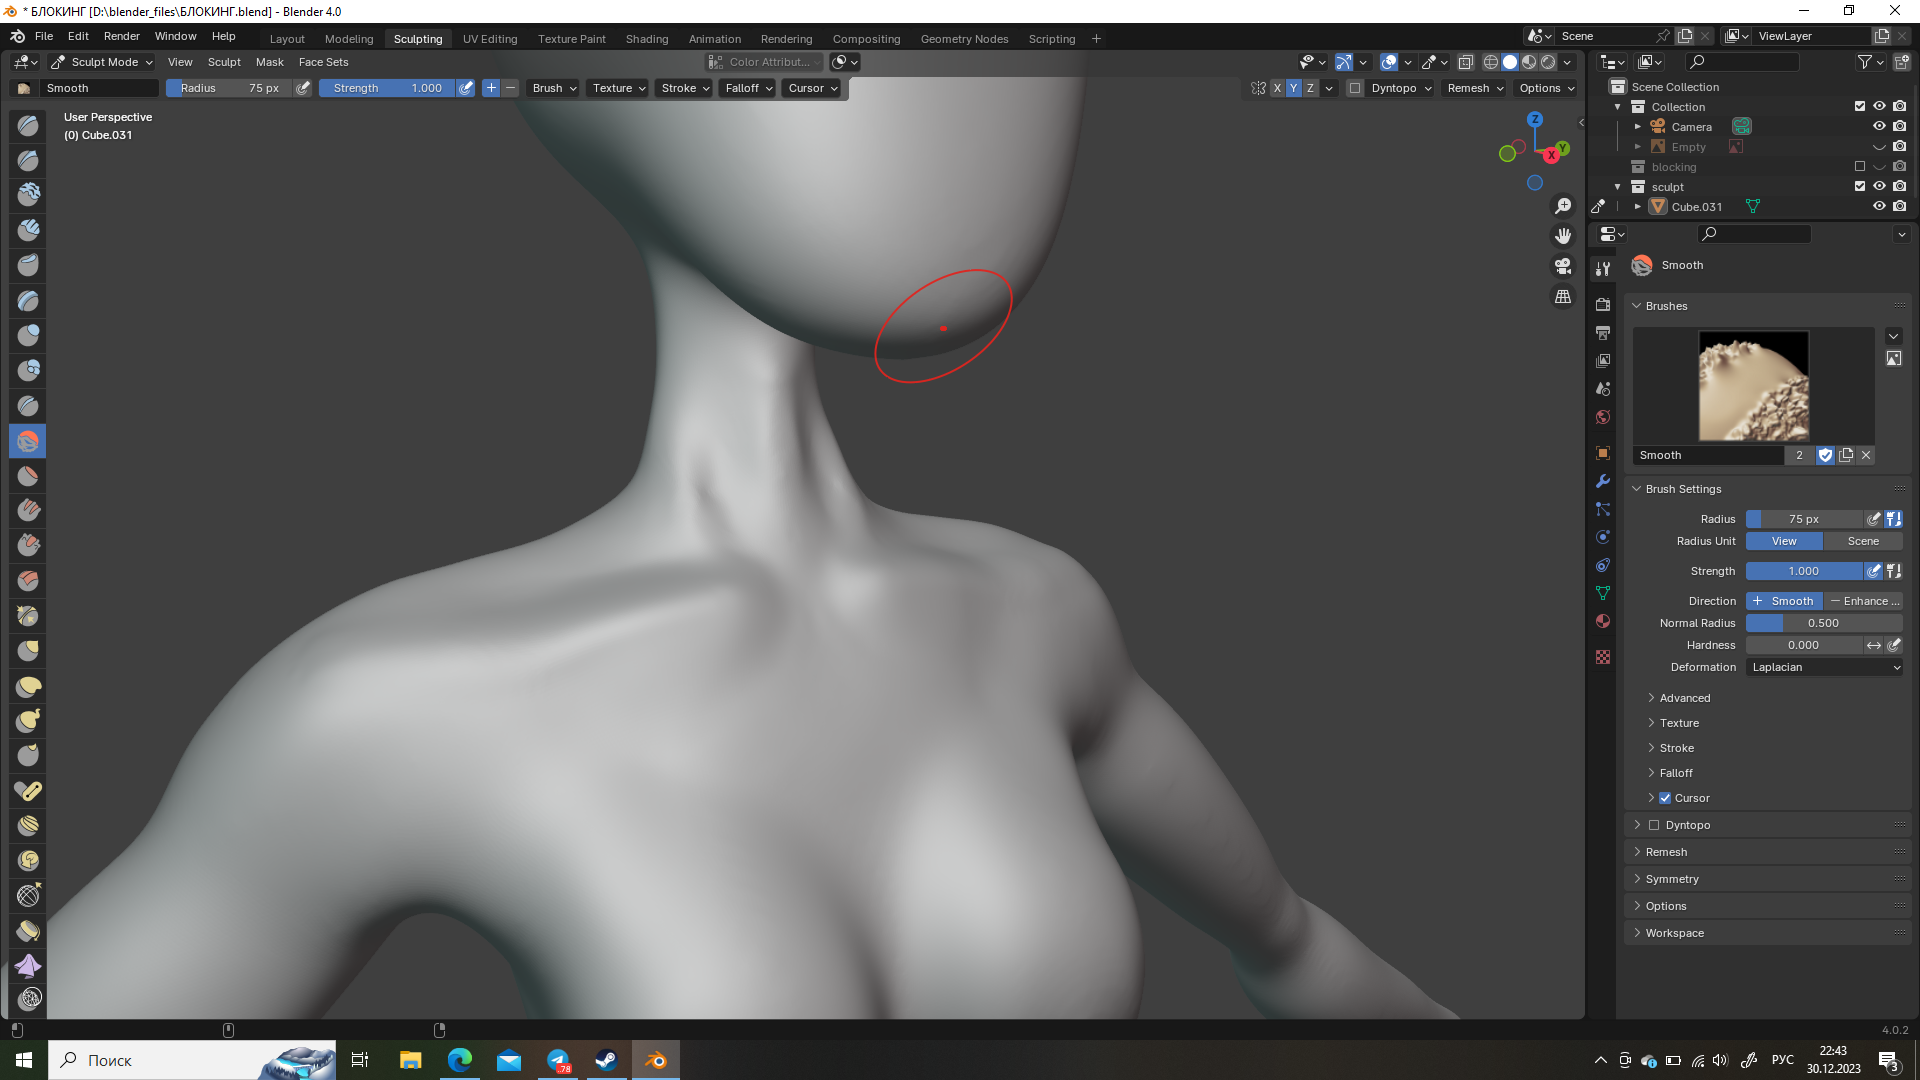 * БЛОКИНГ [D:\blender_files\БЛОКИНГ.blend] - Blender 4.0
File Edit Render Window Help
Layout Modeling Sculpting UV Editing Texture Paint Shading Animation Rendering Compositing Geometry Nodes Scripting +
Scene
ViewLayer
Sculpt Mode View Sculpt Mask Face Sets
Color Attribut...
Smooth Radius 75 px Strength 1.000 Brush Texture Stroke Falloff Cursor
X Y Z Dyntopo Remesh Options
User Perspective
(0) Cube.031
Z
Y
X
Scene Collection
Collection
Camera
Empty
blocking
sculpt
Cube.031
Smooth
Brushes
Smooth 2
Brush Settings
Radius 75 px
Radius Unit View Scene
Strength 1.000
Direction + Smooth − Enhance ...
Normal Radius 0.500
Hardness 0.000
Deformation Laplacian
Advanced
Texture
Stroke
Falloff
Cursor
Dyntopo
Remesh
Symmetry
Options
Workspace
4.0.2
Поиск
.78
РУС
22:43
30.12.2023
3